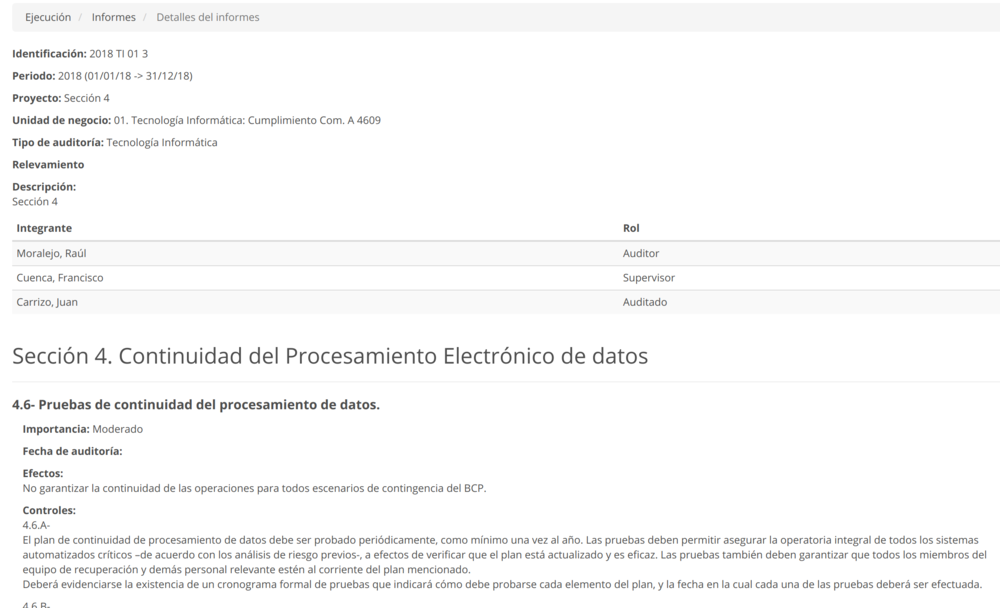 Ejecución / Informes / Detalles del informes
Identificación: 2018 TI 01 3
Periodo: 2018 (01/01/18 -> 31/12/18)
Proyecto: Sección 4
Unidad de negocio: 01. Tecnología Informática: Cumplimiento Com. A 4609
Tipo de auditoría: Tecnología Informática
Relevamiento
Descripción:
Sección 4
Integrante Rol
Moralejo, Raúl Auditor
Cuenca, Francisco Supervisor
Carrizo, Juan Auditado
Sección 4. Continuidad del Procesamiento Electrónico de datos
4.6- Pruebas de continuidad del procesamiento de datos.
Importancia: Moderado
Fecha de auditoría:
Efectos:
No garantizar la continuidad de las operaciones para todos escenarios de contingencia del BCP.
Controles:
4.6.A-
El plan de continuidad de procesamiento de datos debe ser probado periódicamente, como mínimo una vez al año. Las pruebas deben permitir asegurar la operatoria integral de todos los sistemas
automatizados críticos –de acuerdo con los análisis de riesgo previos-, a efectos de verificar que el plan está actualizado y es eficaz. Las pruebas también deben garantizar que todos los miembros del
equipo de recuperación y demás personal relevante estén al corriente del plan mencionado.
Deberá evidenciarse la existencia de un cronograma formal de pruebas que indicará cómo debe probarse cada elemento del plan, y la fecha en la cual cada una de las pruebas deberá ser efectuada.
4.6.B-